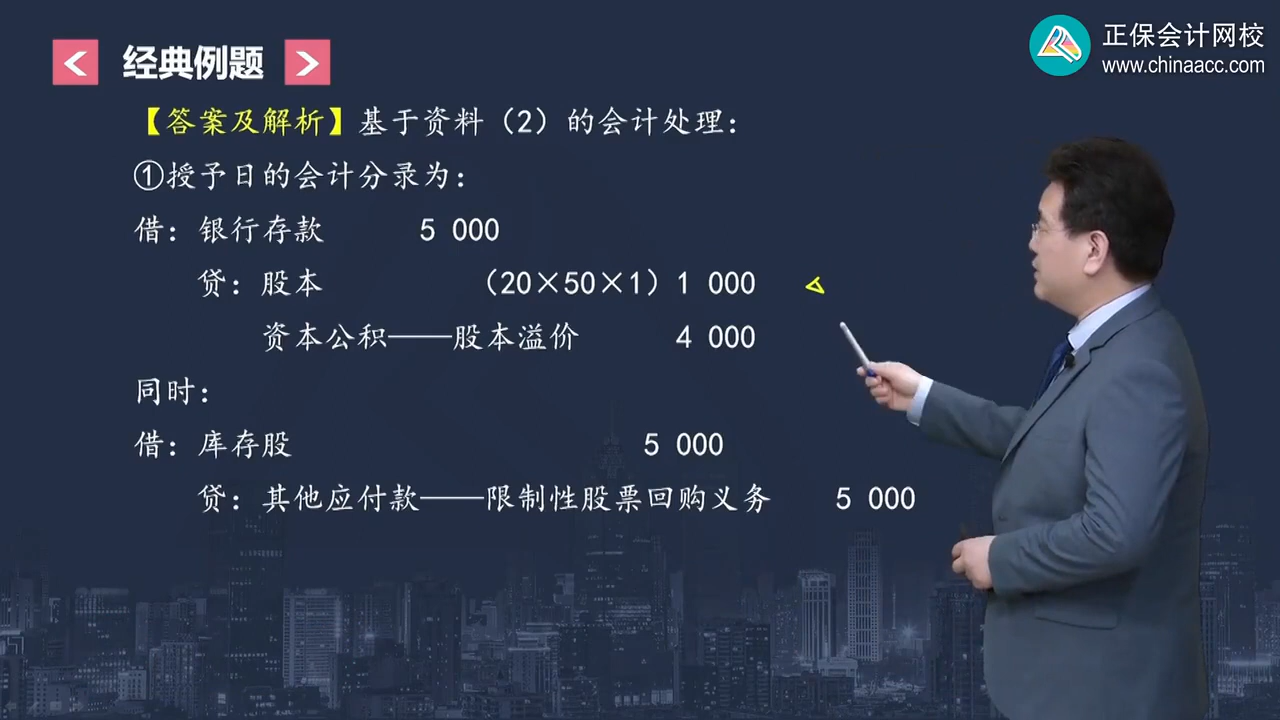 经典例题
正保会计网校
www.chinaacc.com
【答案及解析】基于资料（2）的会计处理：
①授予日的会计分录为：
借：银行存款 5 000
贷：股本 （20×50×1）1 000
资本公积——股本溢价 4 000
同时：
借：库存股 5 000
贷：其他应付款——限制性股票回购义务 5 000